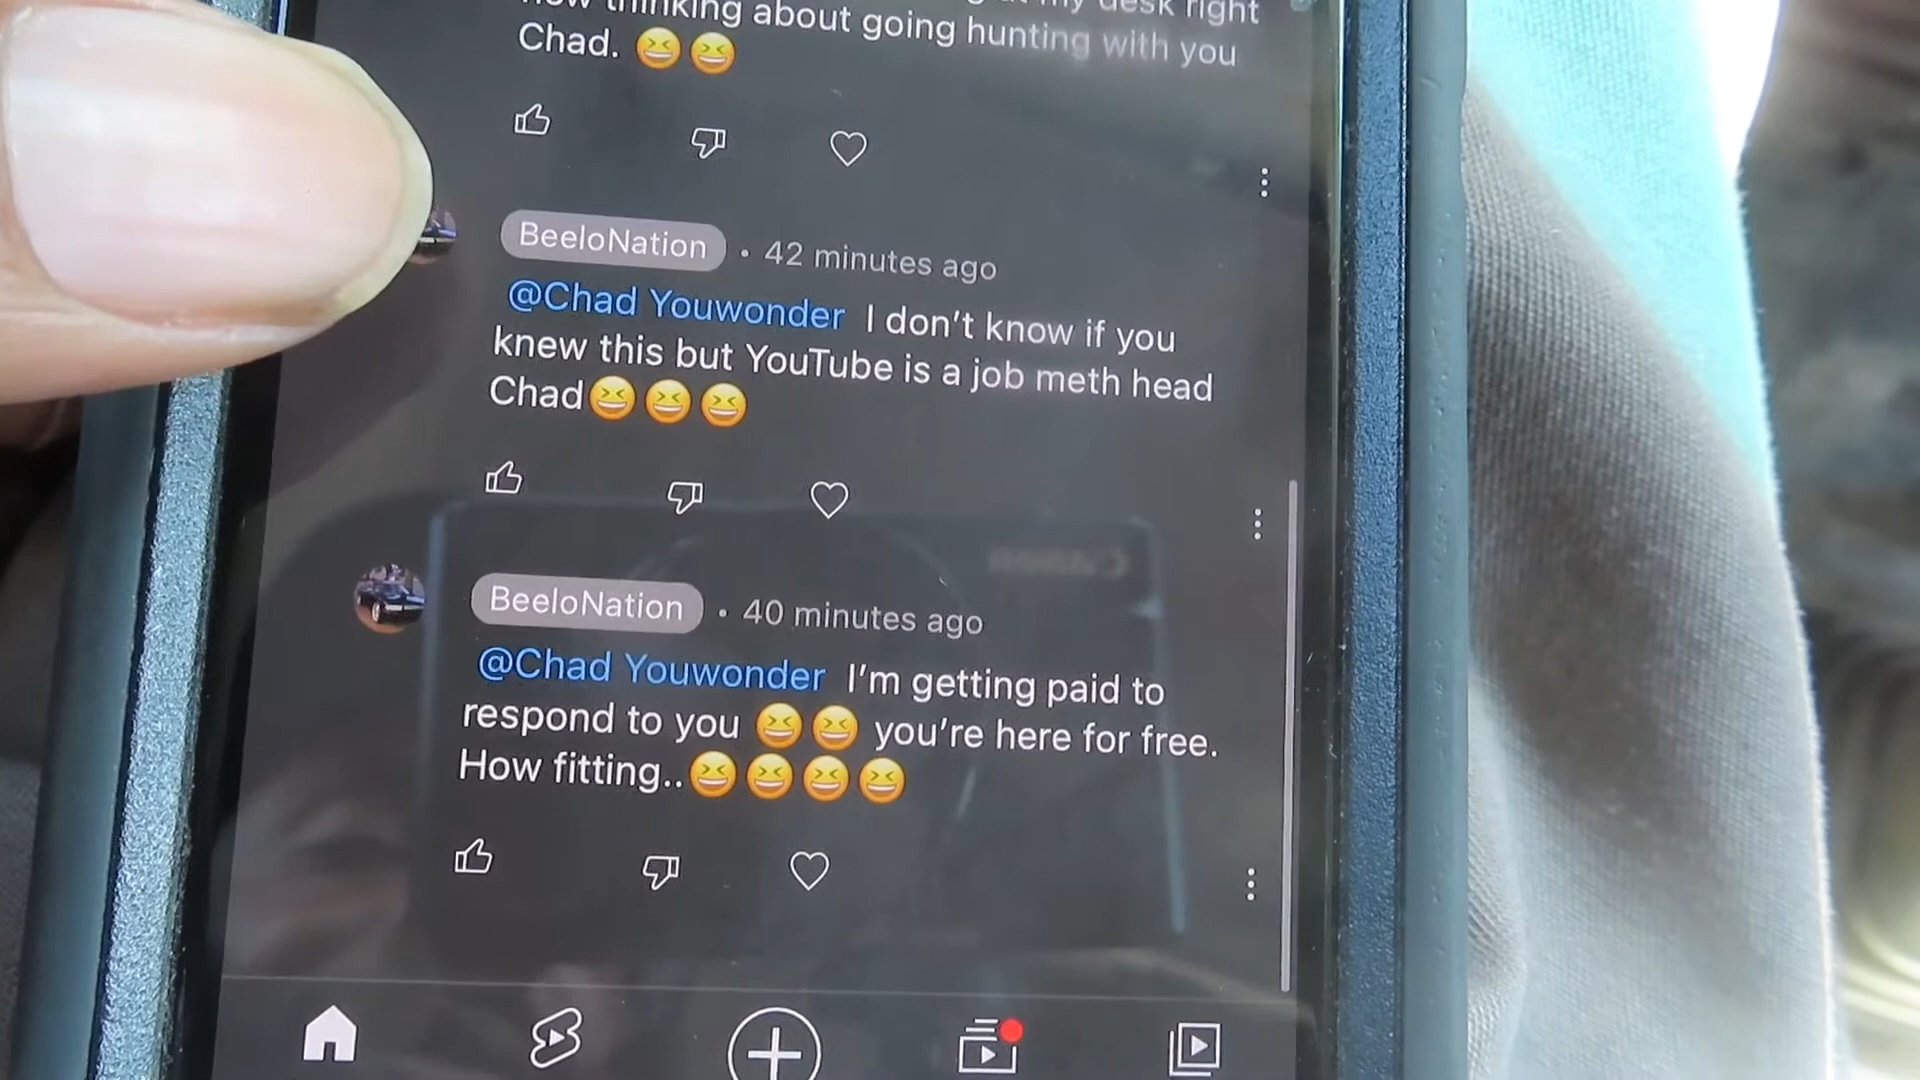 thinking about going hunting with you
Chad. 😆😆
BeeloNation • 42 minutes ago
@Chad Youwonder I don't know if you
knew this but YouTube is a job meth head
Chad😆😆😆
BeeloNation • 40 minutes ago
@Chad Youwonder I'm getting paid to
respond to you 😆😆 you're here for free.
How fitting..😆😆😆😆